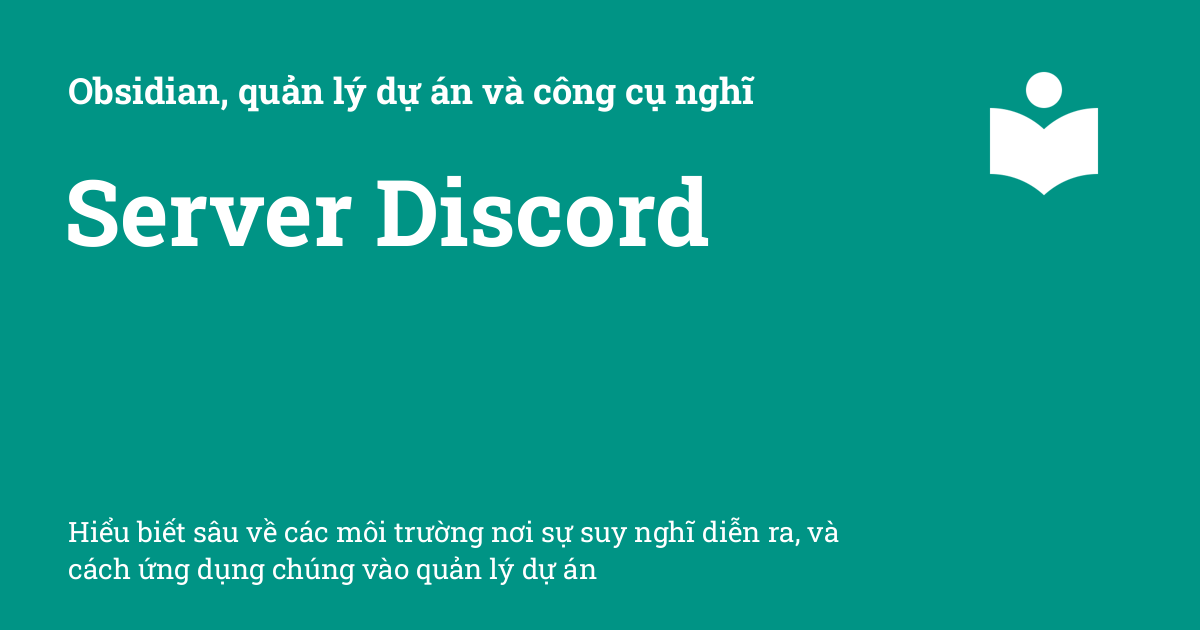 Obsidian, quản lý dự án và công cụ nghĩ
Server Discord
Hiểu biết sâu về các môi trường nơi sự suy nghĩ diễn ra, và
cách ứng dụng chúng vào quản lý dự án